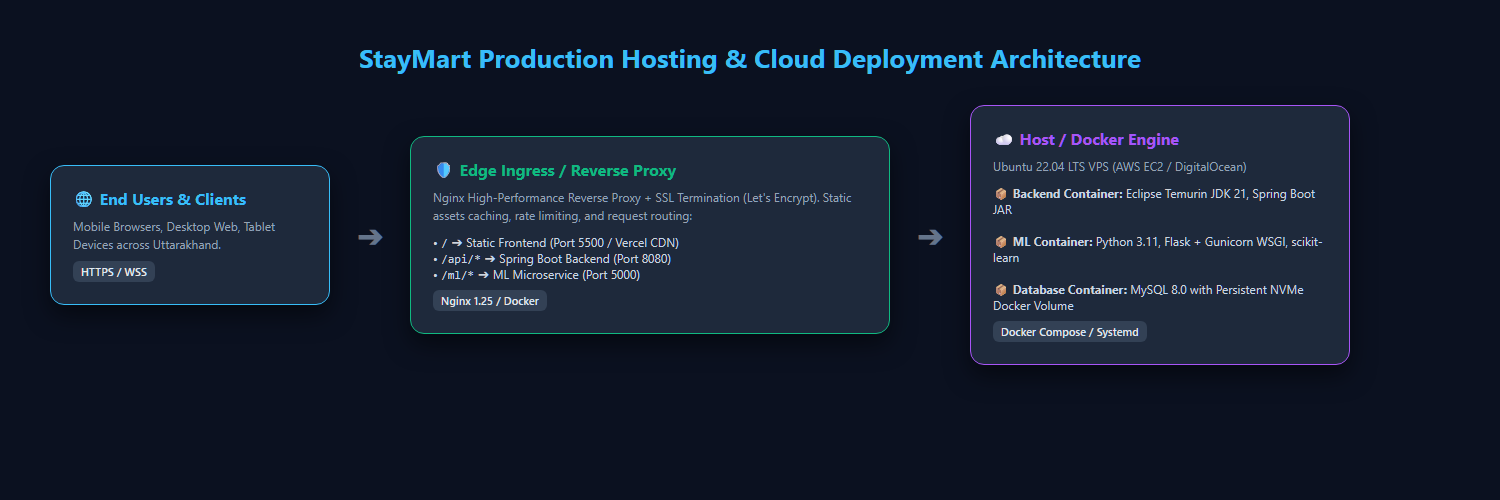 StayMart Production Hosting & Cloud Deployment Architecture
End Users & Clients
Mobile Browsers, Desktop Web, Tablet
Devices across Uttarakhand.
HTTPS / WSS
➔
Edge Ingress / Reverse Proxy
Nginx High-Performance Reverse Proxy + SSL Termination (Let's Encrypt). Static
assets caching, rate limiting, and request routing:
• / ➔ Static Frontend (Port 5500 / Vercel CDN)
• /api/* ➔ Spring Boot Backend (Port 8080)
• /ml/* ➔ ML Microservice (Port 5000)
Nginx 1.25 / Docker
➔
Host / Docker Engine
Ubuntu 22.04 LTS VPS (AWS EC2 / DigitalOcean)
📦 Backend Container: Eclipse Temurin JDK 21, Spring Boot
JAR
📦 ML Container: Python 3.11, Flask + Gunicorn WSGI, scikit-
learn
📦 Database Container: MySQL 8.0 with Persistent NVMe
Docker Volume
Docker Compose / Systemd